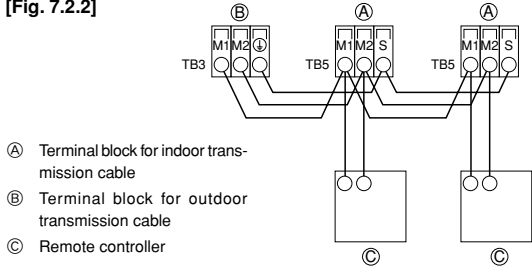 [Fig. 7.2.2]
Ⓑ Ⓐ Ⓐ
M1 M2 ⏚ M1 M2 S M1 M2 S
TB3 TB5 TB5
Ⓐ Terminal block for indoor trans-
mission cable
Ⓑ Terminal block for outdoor
transmission cable
Ⓒ Remote controller
Ⓒ Ⓒ